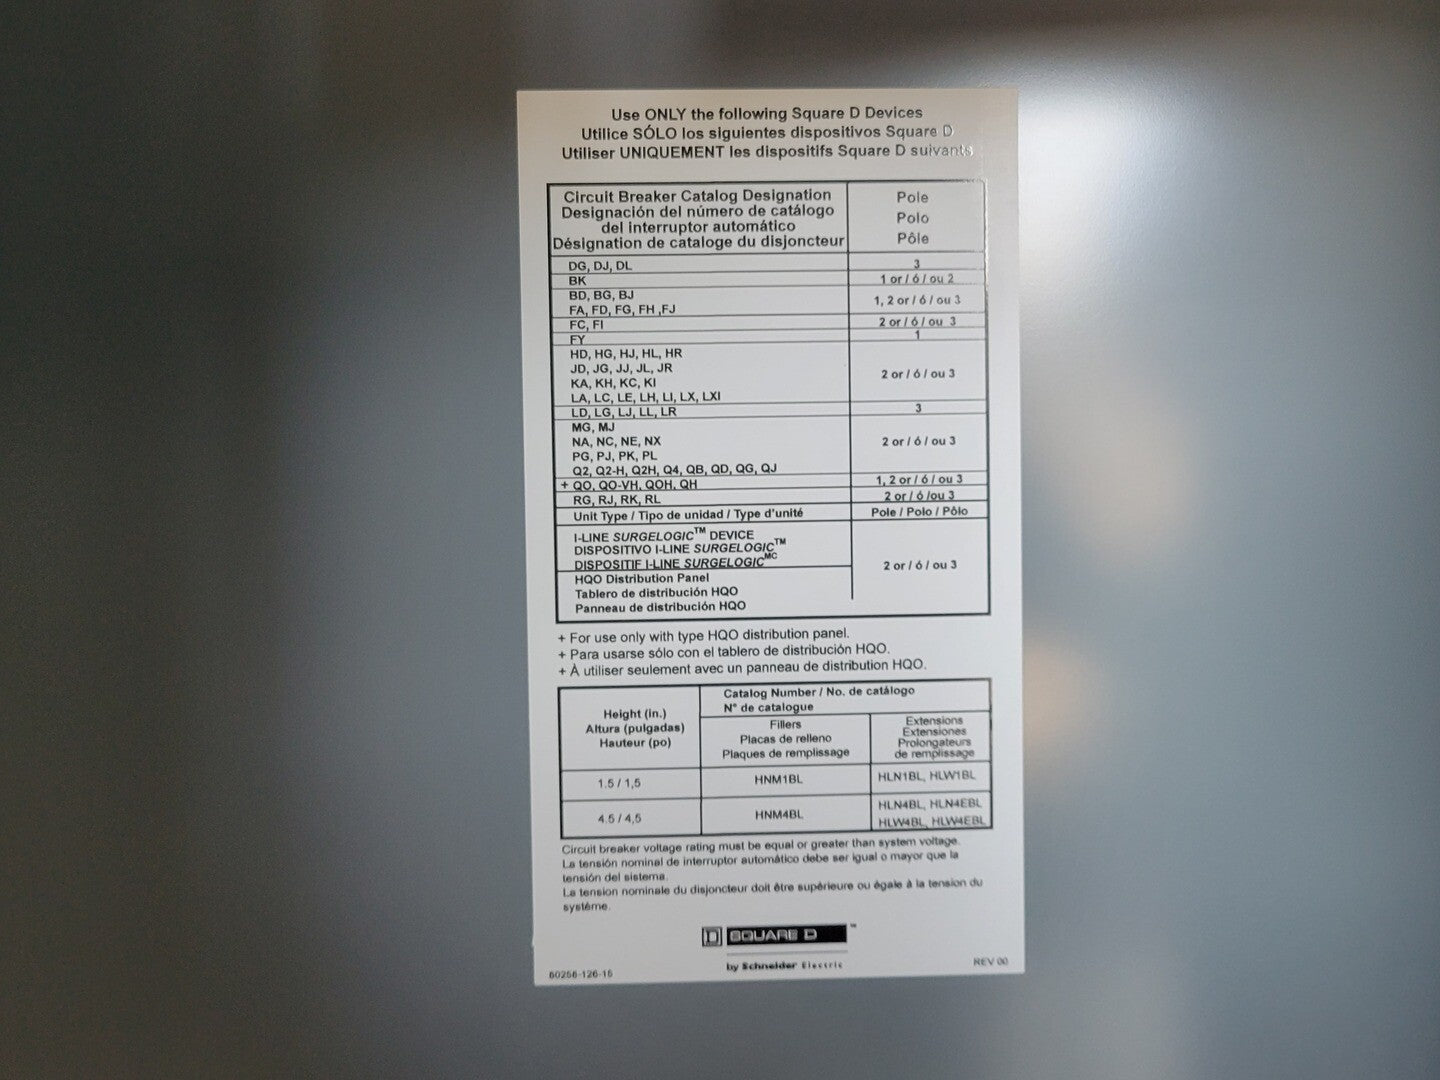 Use ONLY the following Square D Devices
Utilice SÓLO los siguientes dispositivos Square D
Utiliser UNIQUEMENT les dispositifs Square D suivants
Circuit Breaker Catalog Designation
Designación del número de catálogo
del interruptor automático
Désignation de cataloge du disjoncteur
Pole
Polo
Pôle
DG, DJ, DL 3
BK 1 or / ó / ou 2
BD, BG, BJ
FA, FD, FG, FH ,FJ
1, 2 or / ó / ou 3
FC, FI 2 or / ó / ou 3
FY 1
HD, HG, HJ, HL, HR
JD, JG, JJ, JL, JR
KA, KH, KC, KI
LA, LC, LE, LH, LI, LX, LXI
2 or / ó / ou 3
LD, LG, LJ, LL, LR 3
MG, MJ
NA, NC, NE, NX
PG, PJ, PK, PL
Q2, Q2-H, Q2H, Q4, QB, QD, QG, QJ
2 or / ó / ou 3
+ QO, QO-VH, QOH, QH 1, 2 or / ó / ou 3
RG, RJ, RK, RL 2 or / ó /ou 3
Unit Type / Tipo de unidad / Type d'unité Pole / Polo / Pôlo
I-LINE SURGELOGIC™ DEVICE
DISPOSITIVO I-LINE SURGELOGIC™
DISPOSITIF I-LINE SURGELOGIC MC
HQO Distribution Panel
Tablero de distribución HQO
Panneau de distribución HQO
2 or / ó / ou 3
+ For use only with type HQO distribution panel.
+ Para usarse sólo con el tablero de distribución HQO.
+ À utiliser seulement avec un panneau de distribution HQO.
Height (in.)
Altura (pulgadas)
Hauteur (po)
Catalog Number / No. de catálogo
N° de catalogue
Fillers
Placas de relleno
Plaques de remplissage
Extensions
Extensiones
Prolongateurs
de remplissage
1.5 / 1,5 HNM1BL HLN1BL, HLW1BL
4.5 / 4,5 HNM4BL
HLN4BL, HLN4EBL
HLW4BL, HLW4EBL
Circuit breaker voltage rating must be equal or greater than system voltage.
La tensión nominal de interruptor automático debe ser igual o mayor que la
tensión del sistema.
La tension nominale du disjoncteur doit être supérieure ou égale à la tension du
système.
D SQUARE D ™
by Schneider Electric
80256-126-15
REV 00